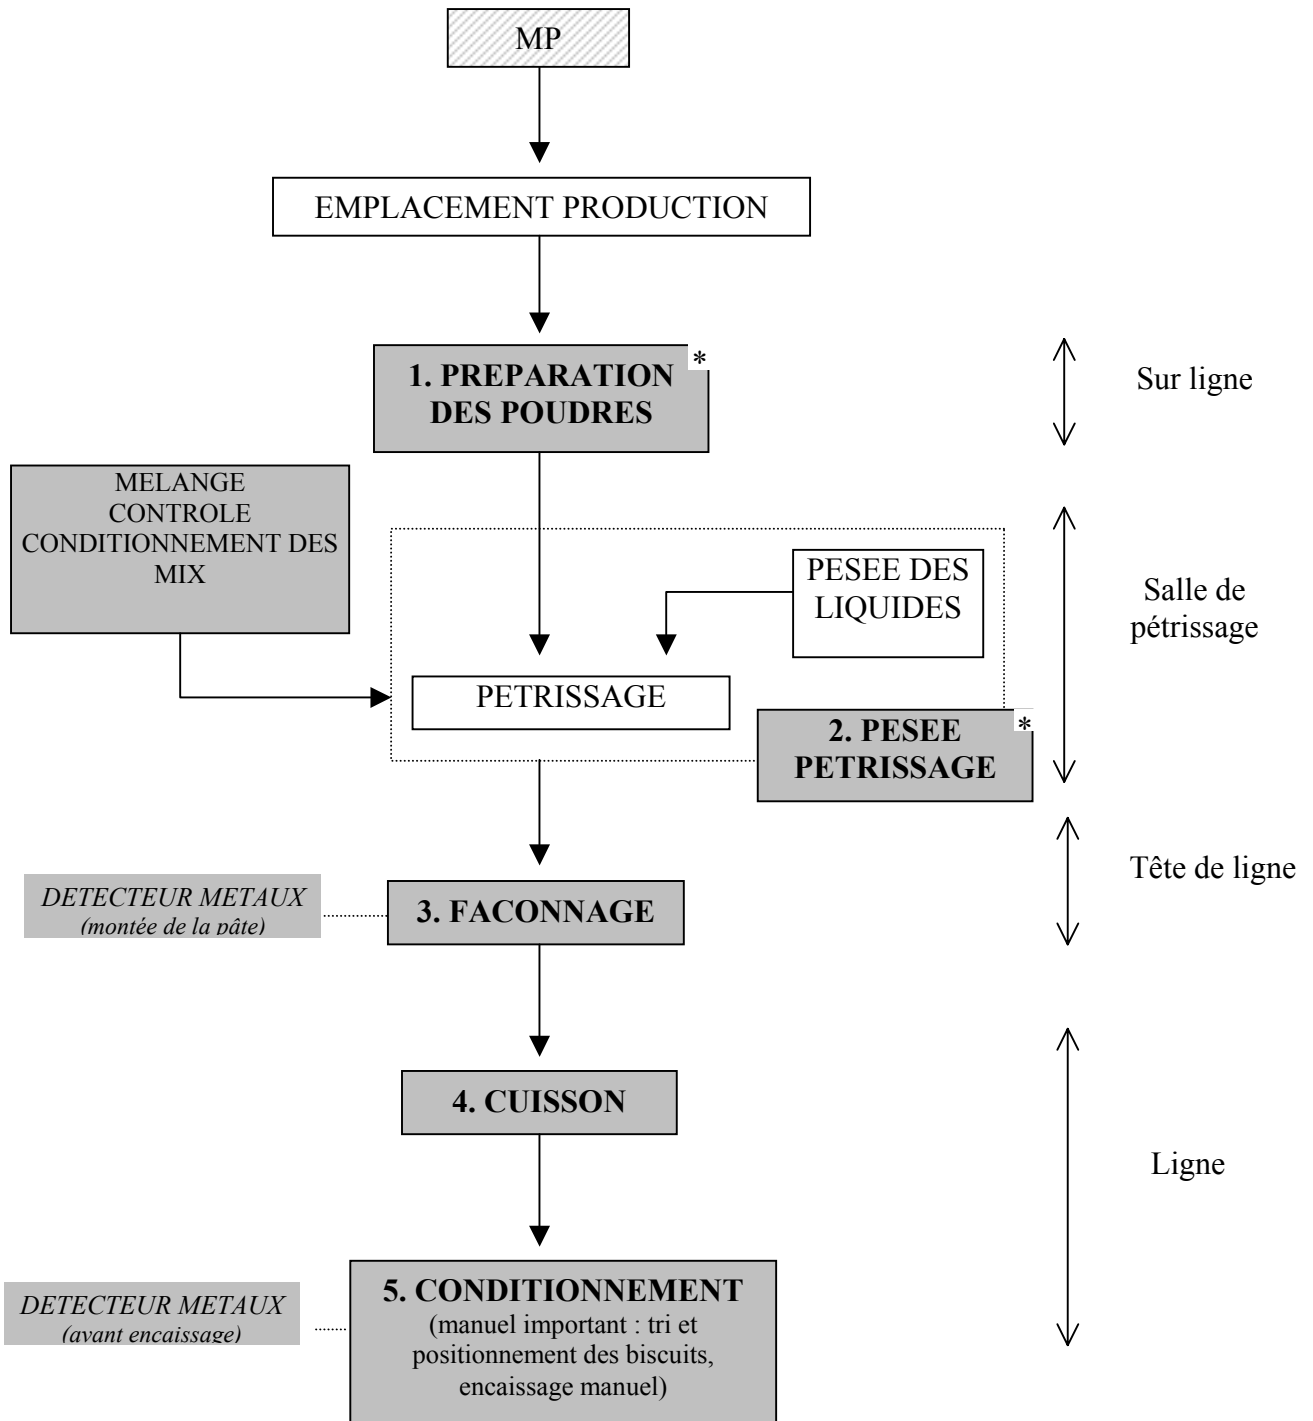 MP
EMPLACEMENT PRODUCTION
1. PREPARATION
DES POUDRES
*
Sur ligne
MELANGE
CONTROLE
CONDITIONNEMENT DES
MIX
PESEE DES
LIQUIDES
Salle de
pétrissage
PETRISSAGE
2. PESEE
PETRISSAGE
*
Tête de ligne
DETECTEUR METAUX
(montée de la pâte)
3. FACONNAGE
4. CUISSON
Ligne
5. CONDITIONNEMENT
(manuel important : tri et
positionnement des biscuits,
encaissage manuel)
DETECTEUR METAUX
(avant encaissage)